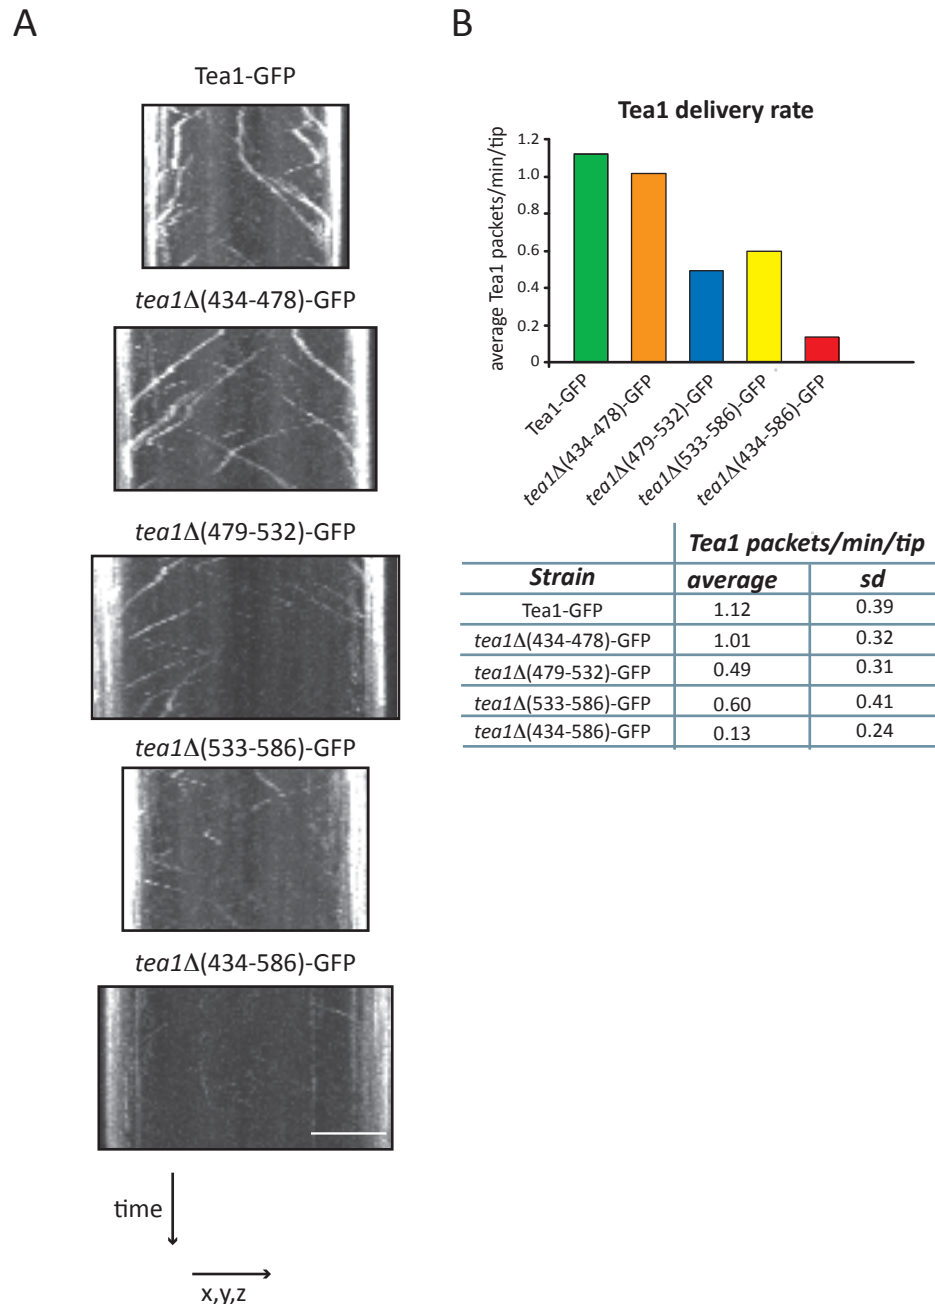 A
Tea1-GFP
tea1Δ(434-478)-GFP
tea1Δ(479-532)-GFP
tea1Δ(533-586)-GFP
tea1Δ(434-586)-GFP
time
x,y,z
B
Tea1 delivery rate
average Tea1 packets/min/tip
1.2
1.0
0.8
0.6
0.4
0.2
0
Tea1-GFP
tea1Δ(434-478)-GFP
tea1Δ(479-532)-GFP
tea1Δ(533-586)-GFP
tea1Δ(434-586)-GFP
Tea1 packets/min/tip
Strain average sd
Tea1-GFP 1.12 0.39
tea1Δ(434-478)-GFP 1.01 0.32
tea1Δ(479-532)-GFP 0.49 0.31
tea1Δ(533-586)-GFP 0.60 0.41
tea1Δ(434-586)-GFP 0.13 0.24